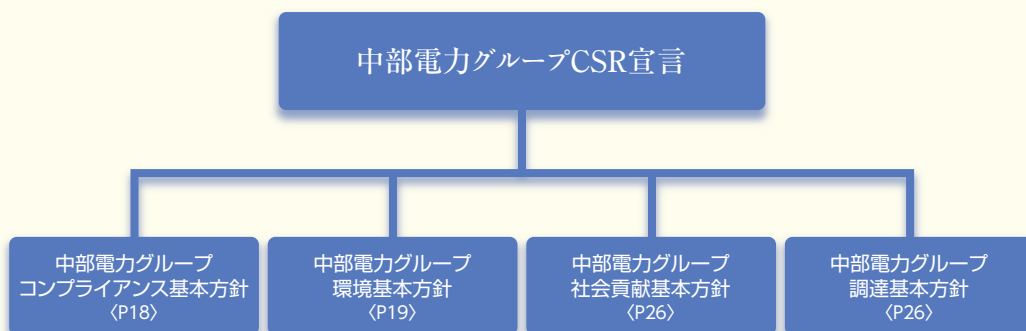 中部電力グループCSR宣言
中部電力グループ
コンプライアンス基本方針
〈P18〉
中部電力グループ
環境基本方針
〈P19〉
中部電力グループ
社会貢献基本方針
〈P26〉
中部電力グループ
調達基本方針
〈P26〉